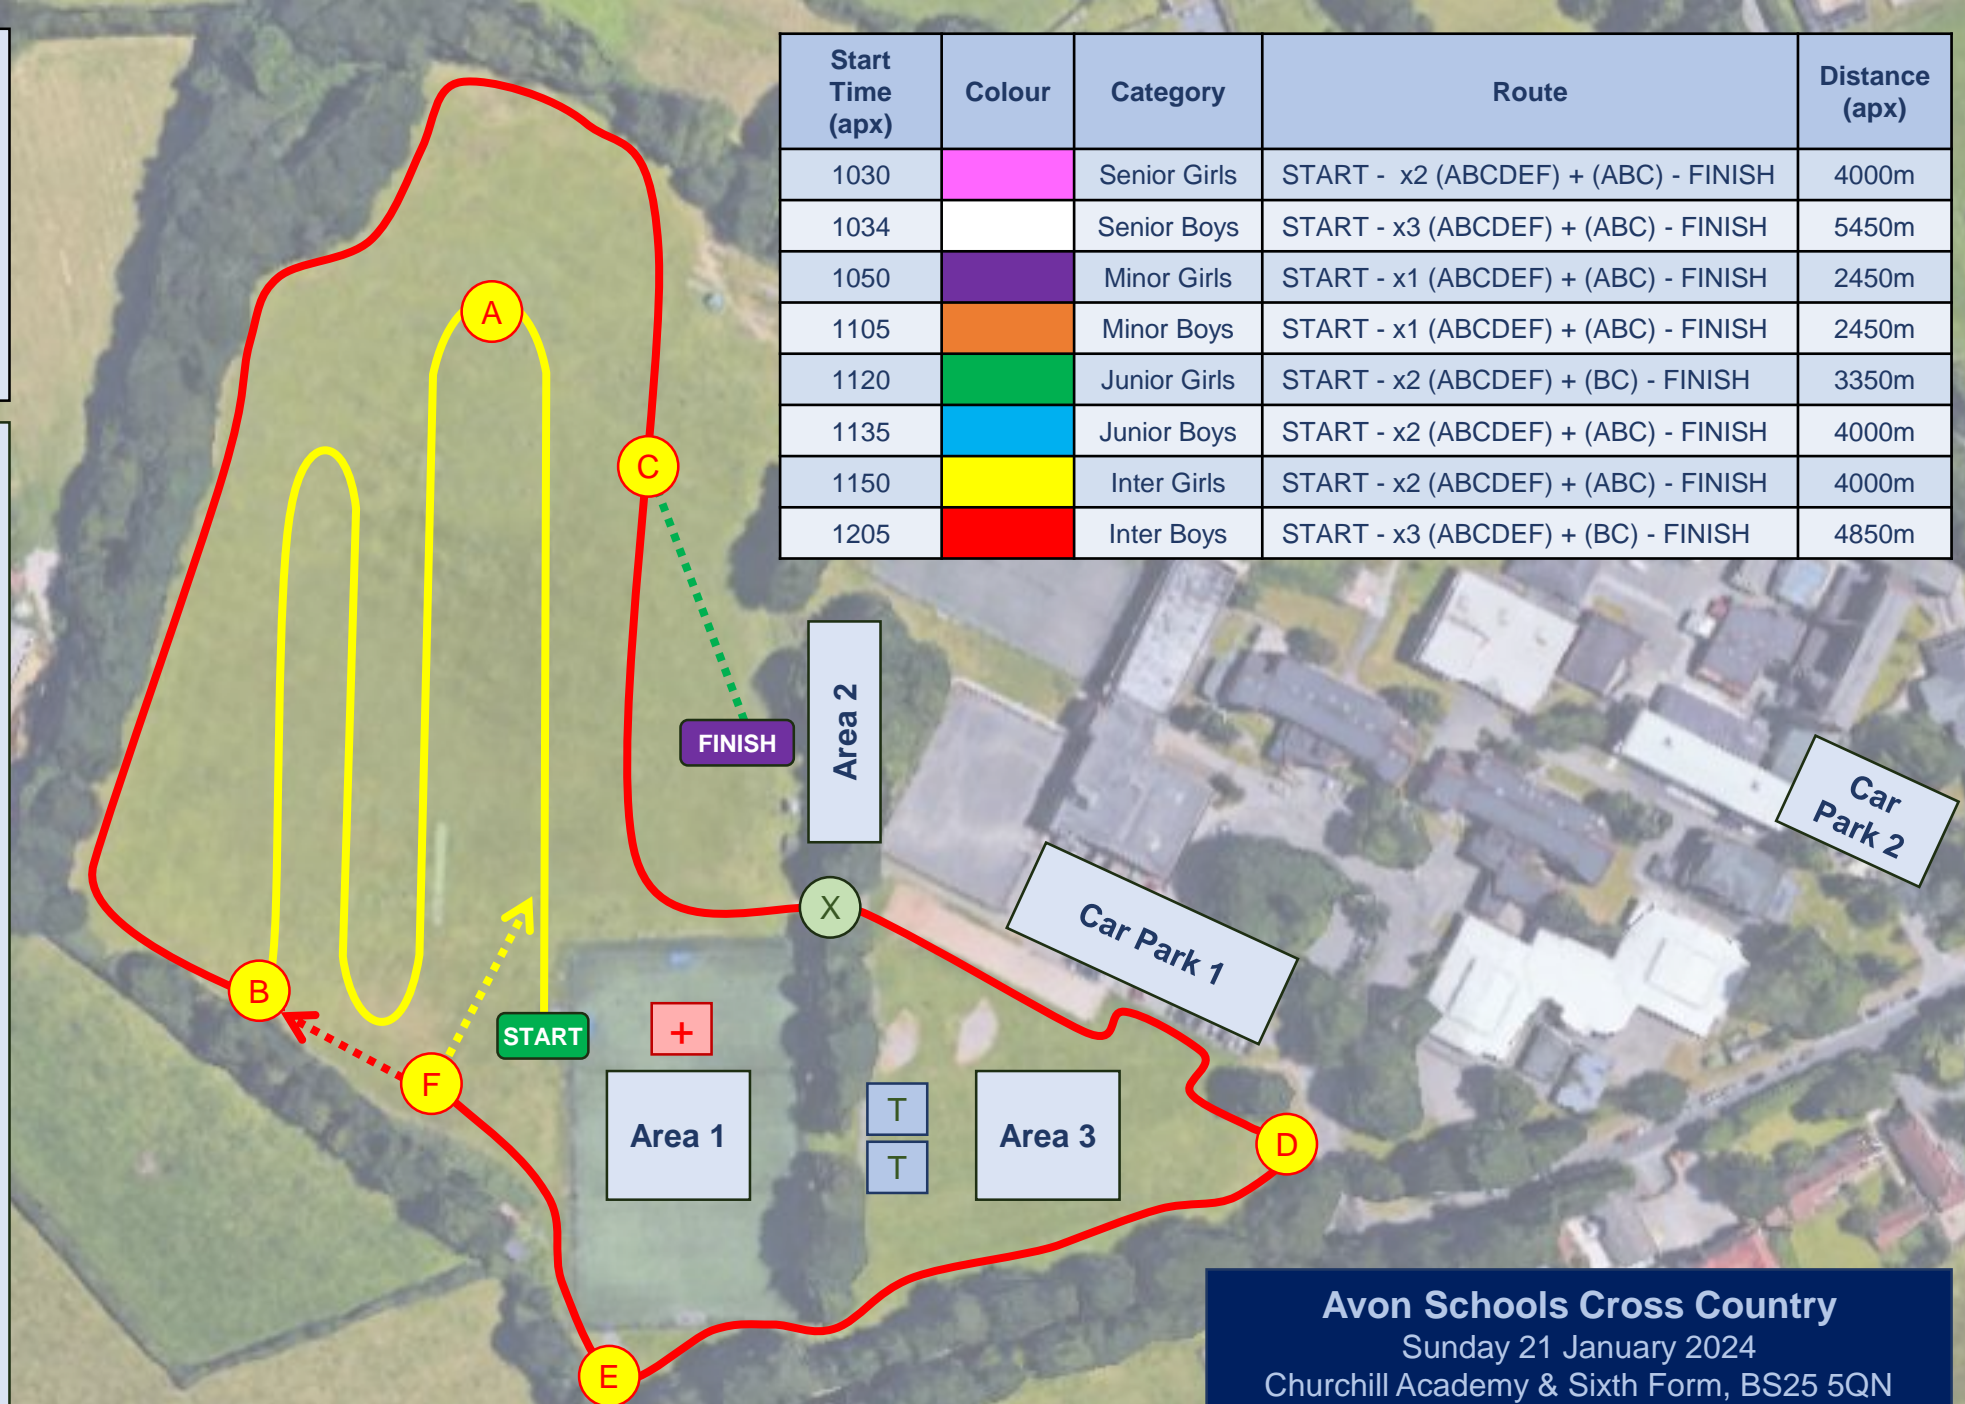 Start
Time
(apx)
Colour
Category
Route
Distance
(apx)
1030
Senior Girls
START -  x2 (ABCDEF) + (ABC) - FINISH
4000m
1034
Senior Boys
START - x3 (ABCDEF) + (ABC) - FINISH
5450m
1050
Minor Girls
START - x1 (ABCDEF) + (ABC) - FINISH
2450m
1105
Minor Boys
START - x1 (ABCDEF) + (ABC) - FINISH
2450m
1120
Junior Girls
START - x2 (ABCDEF) + (BC) - FINISH
3350m
1135
Junior Boys
START - x2 (ABCDEF) + (ABC) - FINISH
4000m
1150
Inter Girls
START - x2 (ABCDEF) + (ABC) - FINISH
4000m
1205
Inter Boys
START - x3 (ABCDEF) + (BC) - FINISH
4850m
A
C
FINISH
Area 2
Car
Park 2
X
Car Park 1
B
START
+
F
Area 1
T
T
Area 3
D
E
Avon Schools Cross Country
Sunday 21 January 2024
Churchill Academy & Sixth Form, BS25 5QN